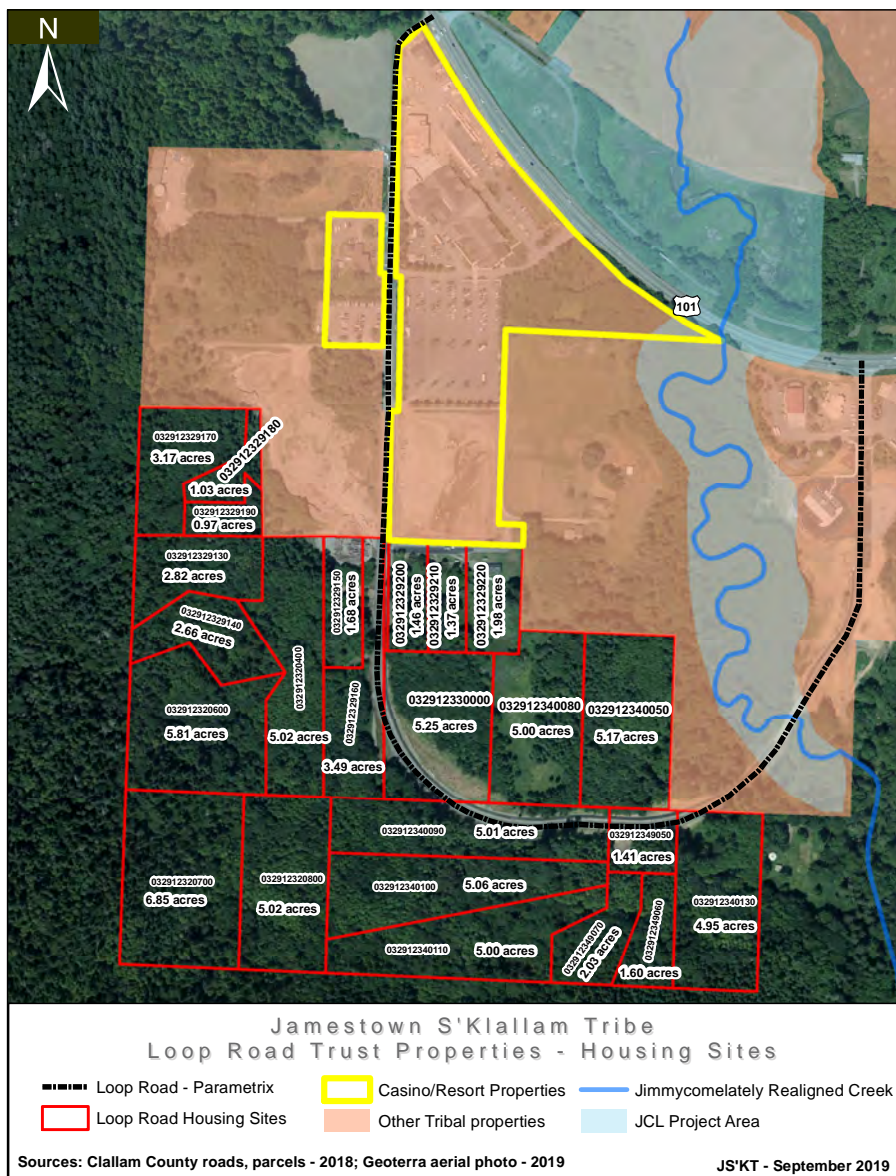 N
101
032912329170
3.17 acres
032912329180
1.03 acres
032912329190
0.97 acres
032912329130
2.82 acres
032912329140
2.66 acres
032912320400
5.02 acres
032912329150
1.68 acres
032912329160
3.49 acres
032912329200
1.46 acres
032912329210
1.37 acres
032912329220
1.98 acres
032912320600
5.81 acres
032912330000
5.25 acres
032912340080
5.00 acres
032912340050
5.17 acres
032912340090
5.01 acres
032912349050
1.41 acres
032912320700
6.85 acres
032912320800
5.02 acres
032912340100
5.06 acres
032912340110
5.00 acres
032912349070
2.03 acres
032912349060
1.60 acres
032912340130
4.95 acres
Jamestown S'Klallam Tribe
Loop Road Trust Properties - Housing Sites
Loop Road - Parametrix
Casino/Resort Properties
Jimmycomelately Realigned Creek
Loop Road Housing Sites
Other Tribal properties
JCL Project Area
Sources: Clallam County roads, parcels - 2018; Geoterra aerial photo - 2019
JS'KT - September 2019